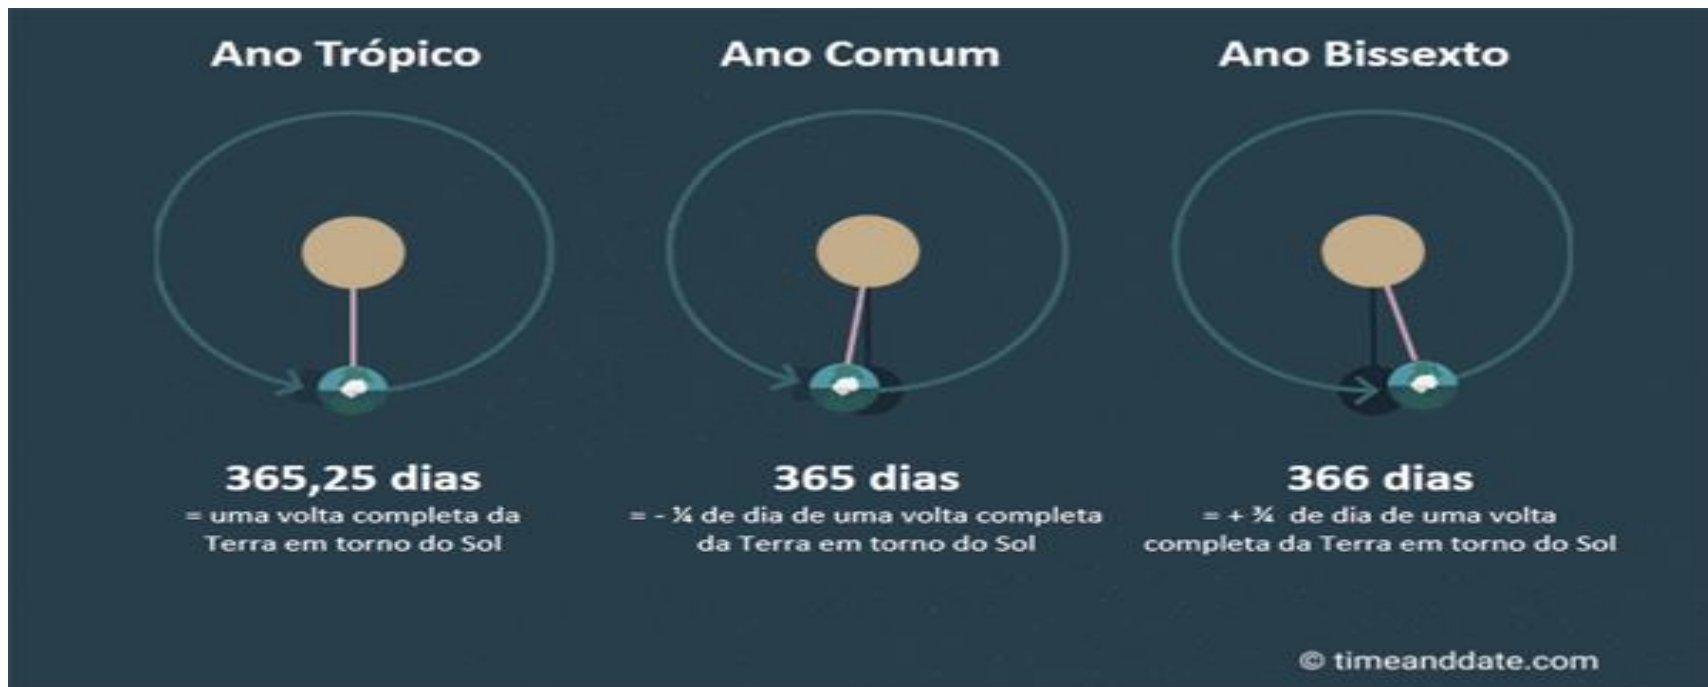 Ano Trópico
Ano Comum
Ano Bissexto
365,25 dias
= uma volta completa da
Terra em torno do Sol
365 dias
= - ¼ de dia de uma volta completa
da Terra em torno do Sol
366 dias
= + ¾ de dia de uma volta
completa da Terra em torno do Sol
© timeanddate.com